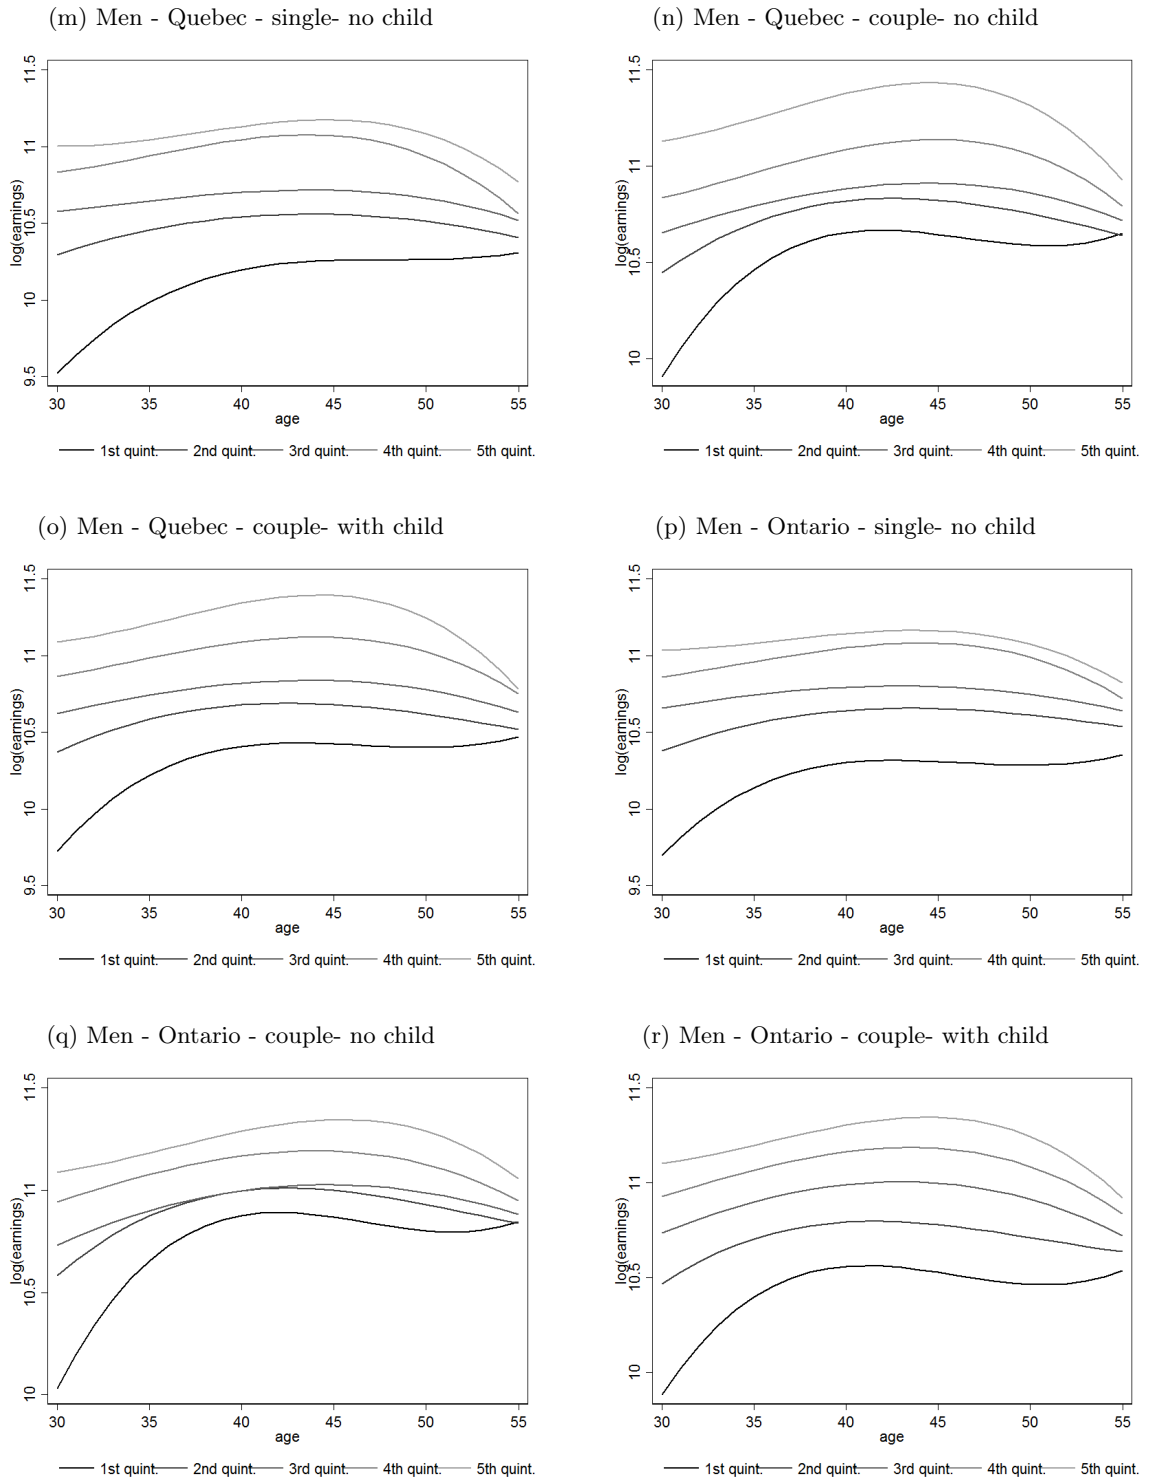 (m) Men - Quebec - single- no child
(n) Men - Quebec - couple- no child
log(earnings)
11.5
11
10.5
10
9.5
30 35 40 45 50 55
age
1st quint. 2nd quint. 3rd quint. 4th quint. 5th quint.
log(earnings)
11.5
11
10.5
10
30 35 40 45 50 55
age
1st quint. 2nd quint. 3rd quint. 4th quint. 5th quint.
(o) Men - Quebec - couple- with child
(p) Men - Ontario - single- no child
log(earnings)
11.5
11
10.5
10
9.5
30 35 40 45 50 55
age
1st quint. 2nd quint. 3rd quint. 4th quint. 5th quint.
log(earnings)
11.5
11
10.5
10
9.5
30 35 40 45 50 55
age
1st quint. 2nd quint. 3rd quint. 4th quint. 5th quint.
(q) Men - Ontario - couple- no child
(r) Men - Ontario - couple- with child
log(earnings)
11.5
11
10.5
10
30 35 40 45 50 55
age
1st quint. 2nd quint. 3rd quint. 4th quint. 5th quint.
log(earnings)
11.5
11
10.5
10
30 35 40 45 50 55
age
1st quint. 2nd quint. 3rd quint. 4th quint. 5th quint.